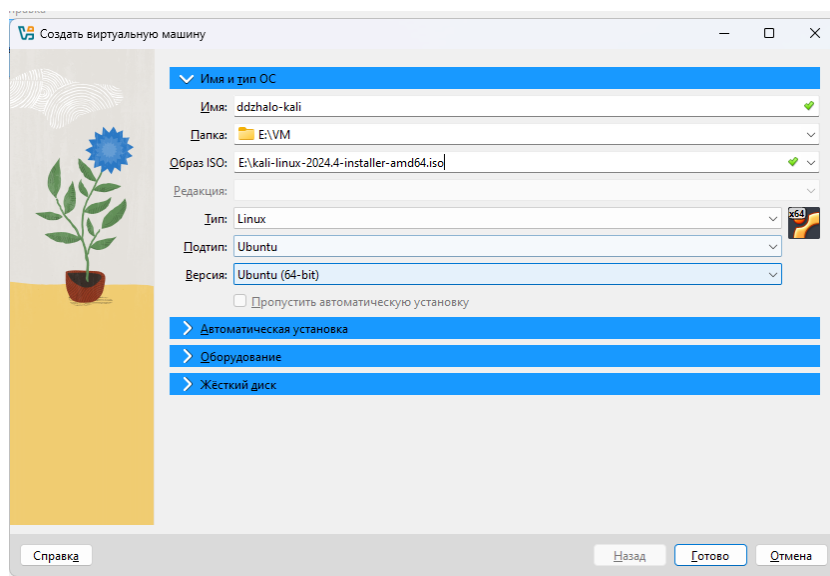 Создать виртуальную машину
Имя и тип ОС
Имя: ddzhalo-kali
Папка: E:\VM
Образ ISO: E:\kali-linux-2024.4-installer-amd64.iso
Редакция:
Тип: Linux
x64
Подтип: Ubuntu
Версия: Ubuntu (64-bit)
Пропустить автоматическую установку
Автоматическая установка
Оборудование
Жёсткий диск
Справка
Назад
Готово
Отмена